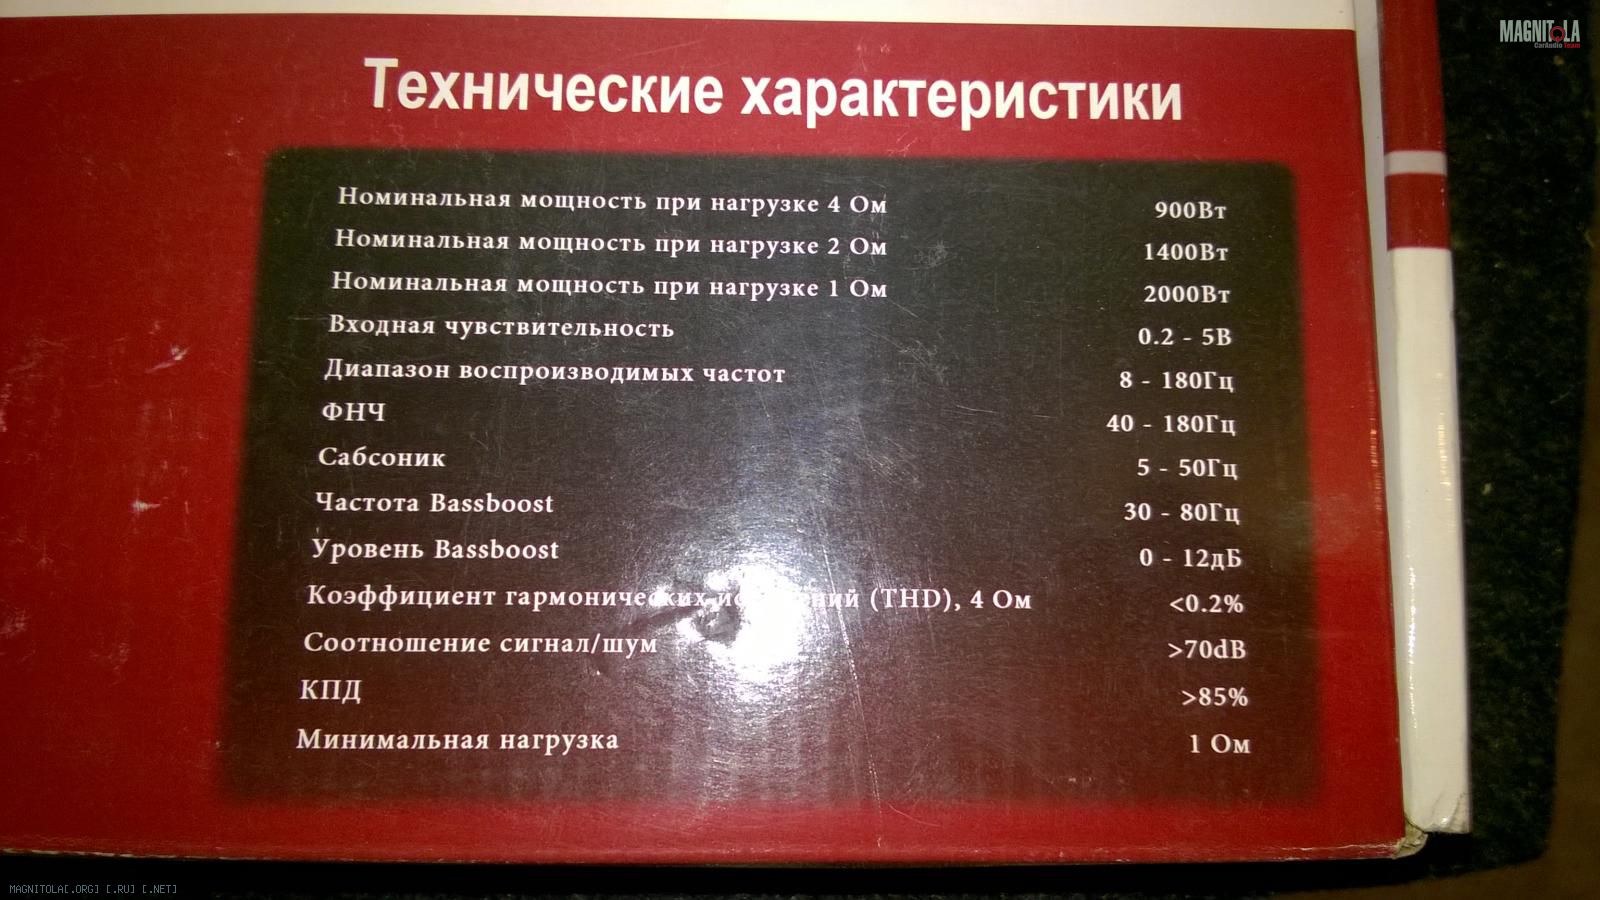 MAGNITOLA
CarAudio Team
Технические характеристики
Номинальная мощность при нагрузке 4 Ом 900Вт
Номинальная мощность при нагрузке 2 Ом 1400Вт
Номинальная мощность при нагрузке 1 Ом 2000Вт
Входная чувствительность 0.2 - 5В
Диапазон воспроизводимых частот 8 - 180Гц
ФНЧ 40 - 180Гц
Сабсоник 5 - 50Гц
Частота Bassboost 30 - 80Гц
Уровень Bassboost 0 - 12дБ
Коэффициент гармонических (THD), 4 Ом <0.2%
Соотношение сигнал/шум >70dB
КПД >85%
Минимальная нагрузка 1 Ом
MAGNITOLA[.ORG] [.RU] [.NET]